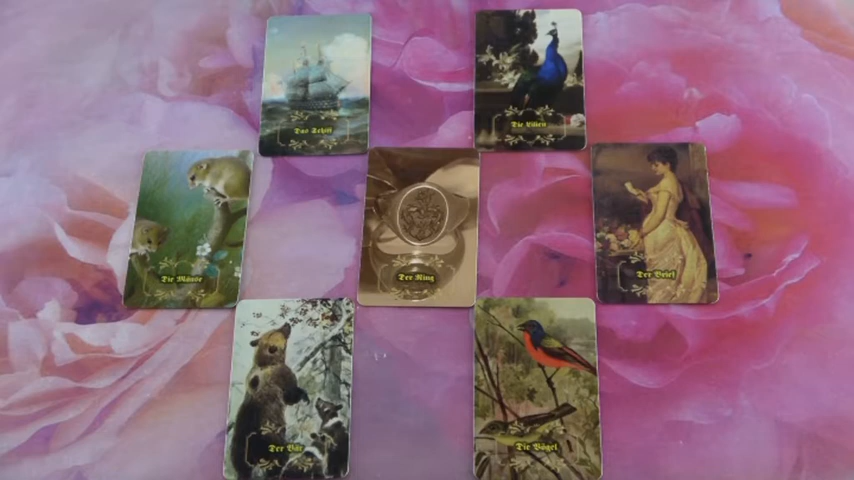 Das Schiff
Die Lilien
Die Mäuse
Der Ring
Der Brief
Der Bär
Die Vögel